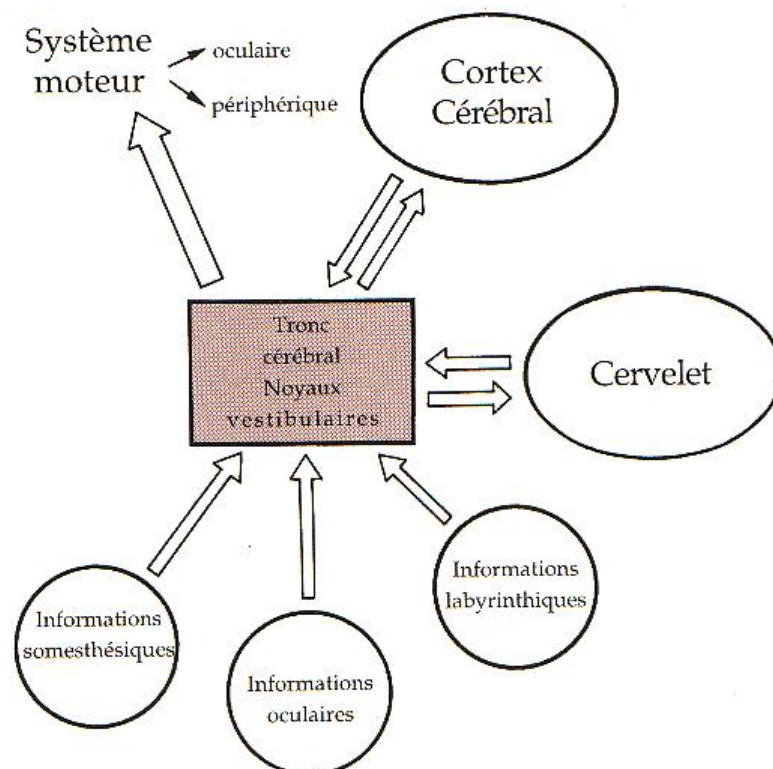 Système
moteur
oculaire
périphérique
Cortex
Cérébral
Tronc
cérébral
Noyaux
vestibulaires
Cervelet
Informations
labyrinthiques
Informations
somesthésiques
Informations
oculaires